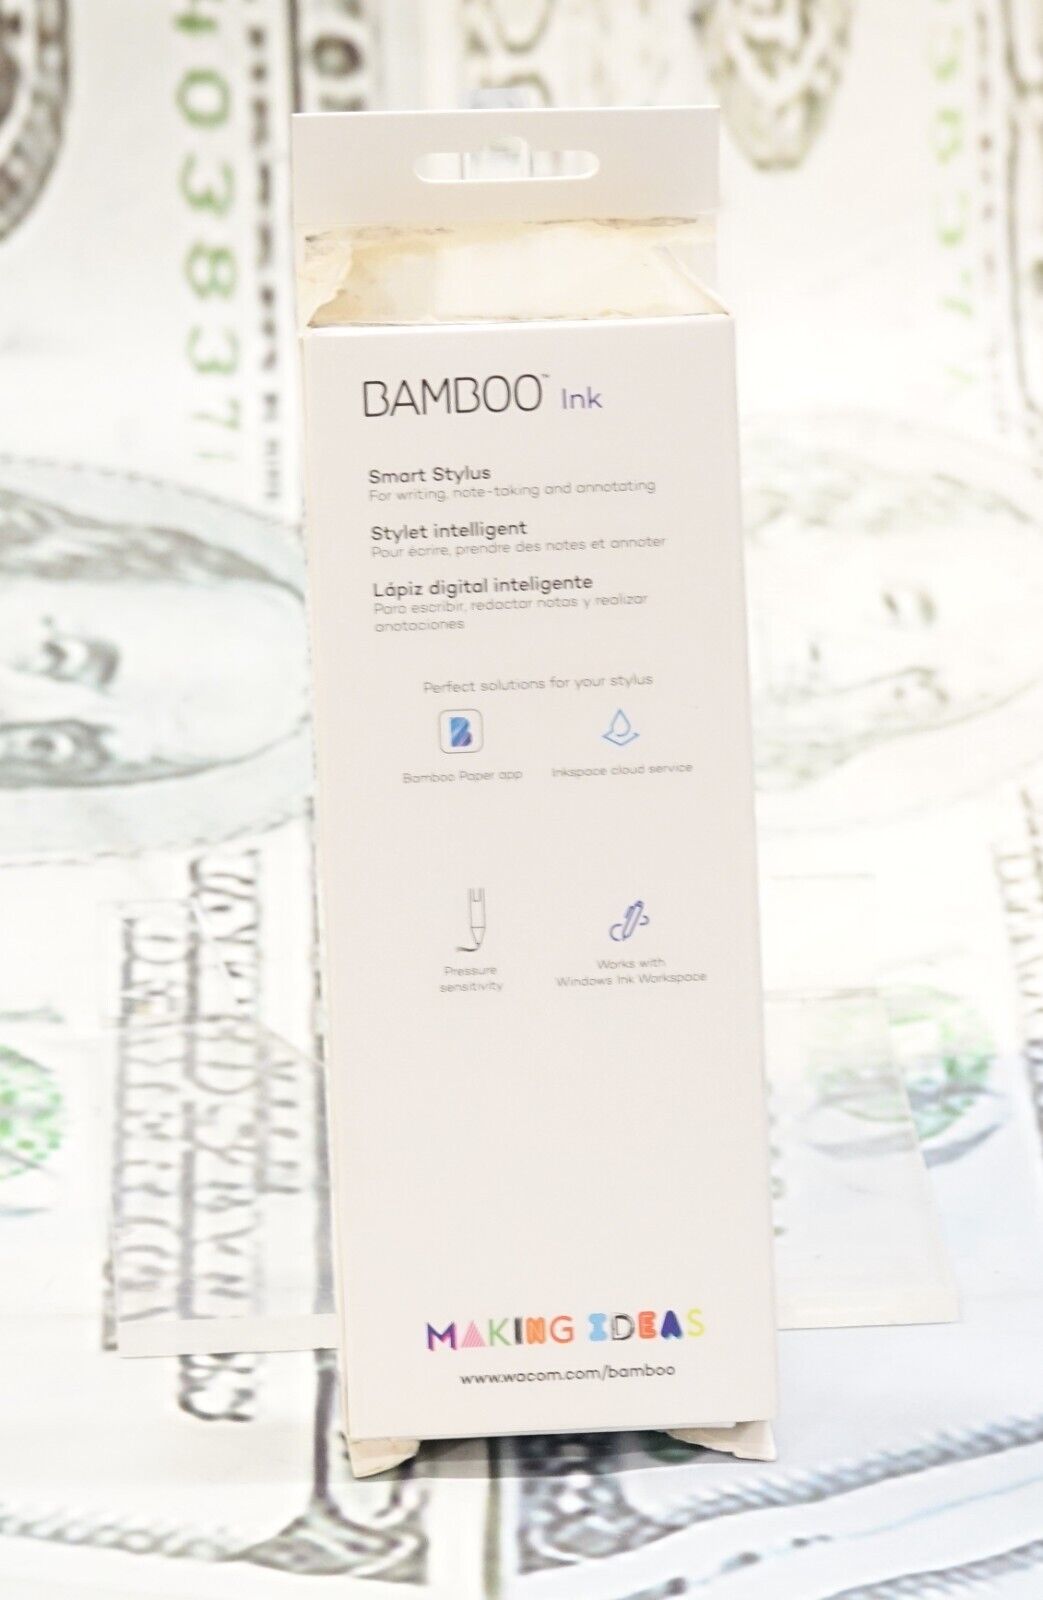 BAMBOO™ Ink
Smart Stylus
For writing, note-taking and annotating
Stylet intelligent
Pour écrire, prendre des notes et annoter
Lápiz digital inteligente
Para escribir, redactar notas y realizar
anotaciones
Perfect solutions for your stylus
B
Bamboo Paper app
Inkspace cloud service
Pressure
sensitivity
Works with
Windows Ink Workspace
MAKING IDEAS
www.wacom.com/bamboo